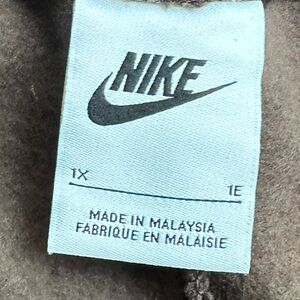 NIKE
1X 1E
MADE IN MALAYSIA
FABRIQUE EN MALAISIE